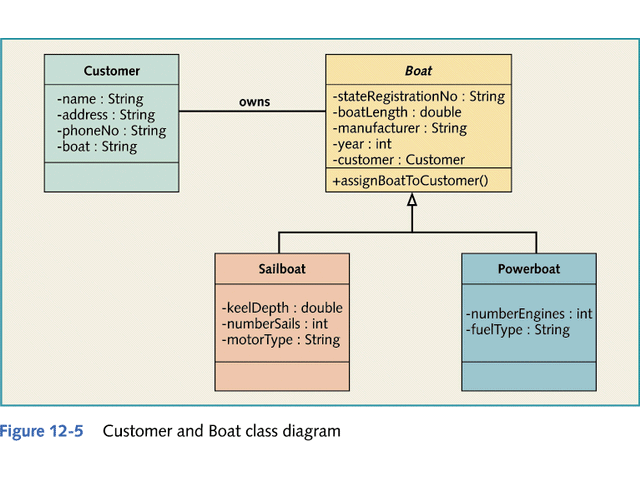 Customer
-name : String
-address : String
-phoneNo : String
-boat : String
owns
Boat
-stateRegistrationNo : String
-boatLength : double
-manufacturer : String
-year : int
-customer : Customer
+assignBoatToCustomer()
Sailboat
-keelDepth : double
-numberSails : int
-motorType : String
Powerboat
-numberEngines : int
-fuelType : String
Figure 12-5 Customer and Boat class diagram